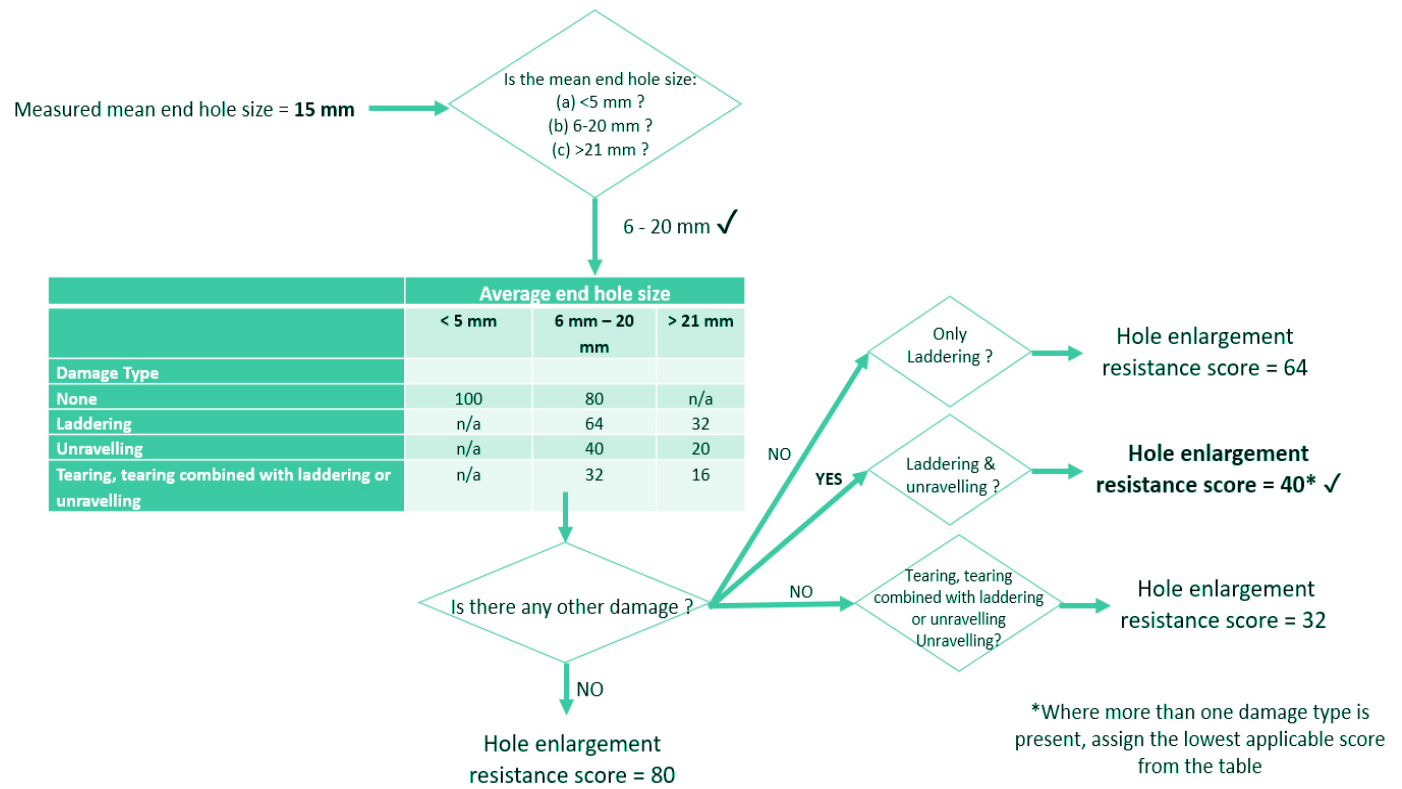 Is the mean end hole size:
(a) <5 mm ?
(b) 6-20 mm ?
(c) >21 mm ?
Measured mean end hole size = 15 mm
6 - 20 mm ✓
Average end hole size
< 5 mm 6 mm – 20 > 21 mm
mm
Damage Type
None 100 80 n/a
Laddering n/a 64 32
Unravelling n/a 40 20
Tearing, tearing combined with laddering or n/a 32 16
unravelling
Is there any other damage ?
NO
Hole enlargement
resistance score = 80
NO
Only
Laddering ?
Hole enlargement
resistance score = 64
YES
Laddering &
unravelling ?
Hole enlargement
resistance score = 40* ✓
NO
Tearing, tearing
combined with laddering
or unravelling
Unravelling?
Hole enlargement
resistance score = 32
*Where more than one damage type is
present, assign the lowest applicable score
from the table